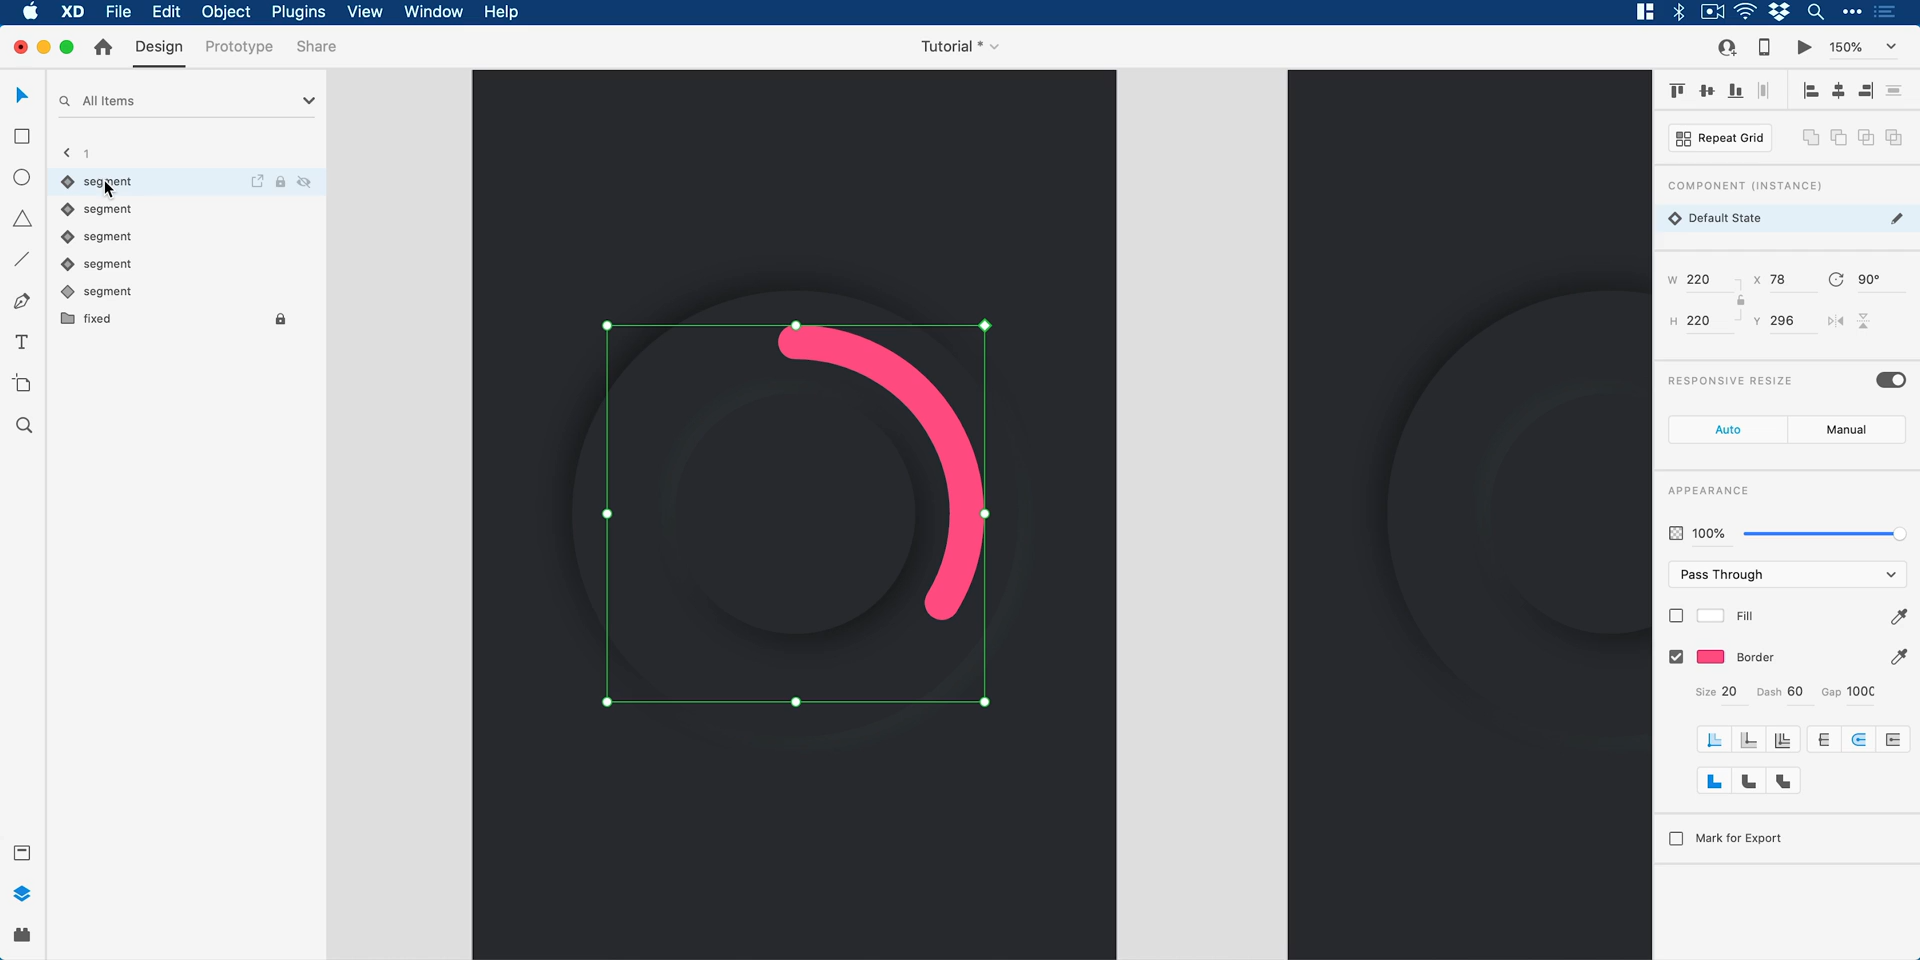 XD File Edit Object Plugins View Window Help
Design Prototype Share
Tutorial *
150%
All Items
1
segment
segment
segment
segment
segment
fixed
Repeat Grid
COMPONENT (INSTANCE)
Default State
W 220 X 78 90°
H 220 Y 296
RESPONSIVE RESIZE
Auto Manual
APPEARANCE
100%
Pass Through
Fill
Border
Size 20 Dash 60 Gap 1000
Mark for Export